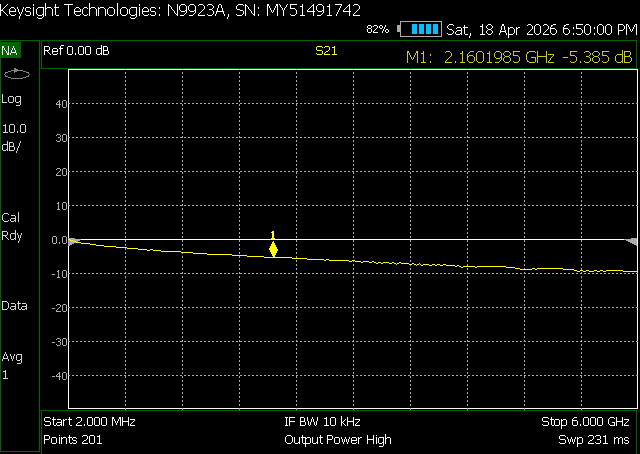 Keysight Technologies: N9923A, SN: MY51491742
82% Sat, 18 Apr 2026 6:50:00 PM
NA Ref 0.00 dB S21
M1: 2.1601985 GHz -5.385 dB
Log
10.0
dB/
Cal
Rdy
Data
Avg
1
40
30
20
10
0.0
-10
-20
-30
-40
1
Start 2.000 MHz IF BW 10 kHz Stop 6.000 GHz
Points 201 Output Power High Swp 231 ms